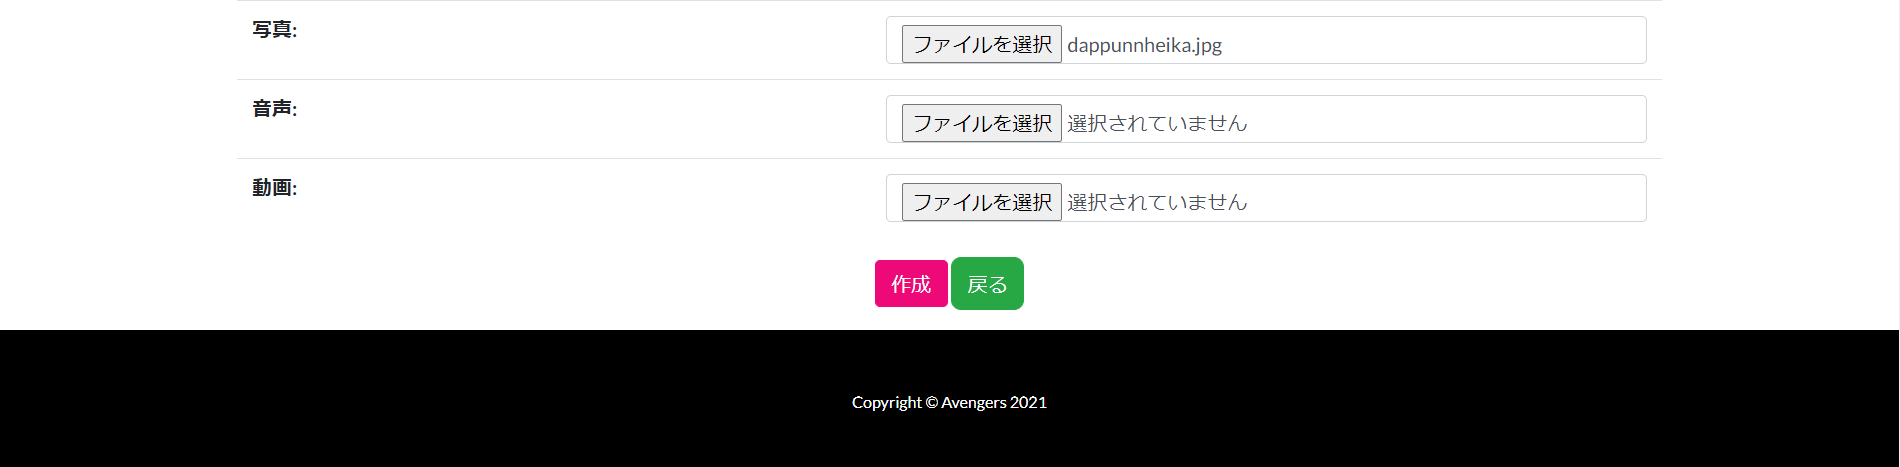 写真:
ファイルを選択 dappunnheika.jpg
音声:
ファイルを選択 選択されていません
動画:
ファイルを選択 選択されていません
作成 戻る
Copyright © Avengers 2021